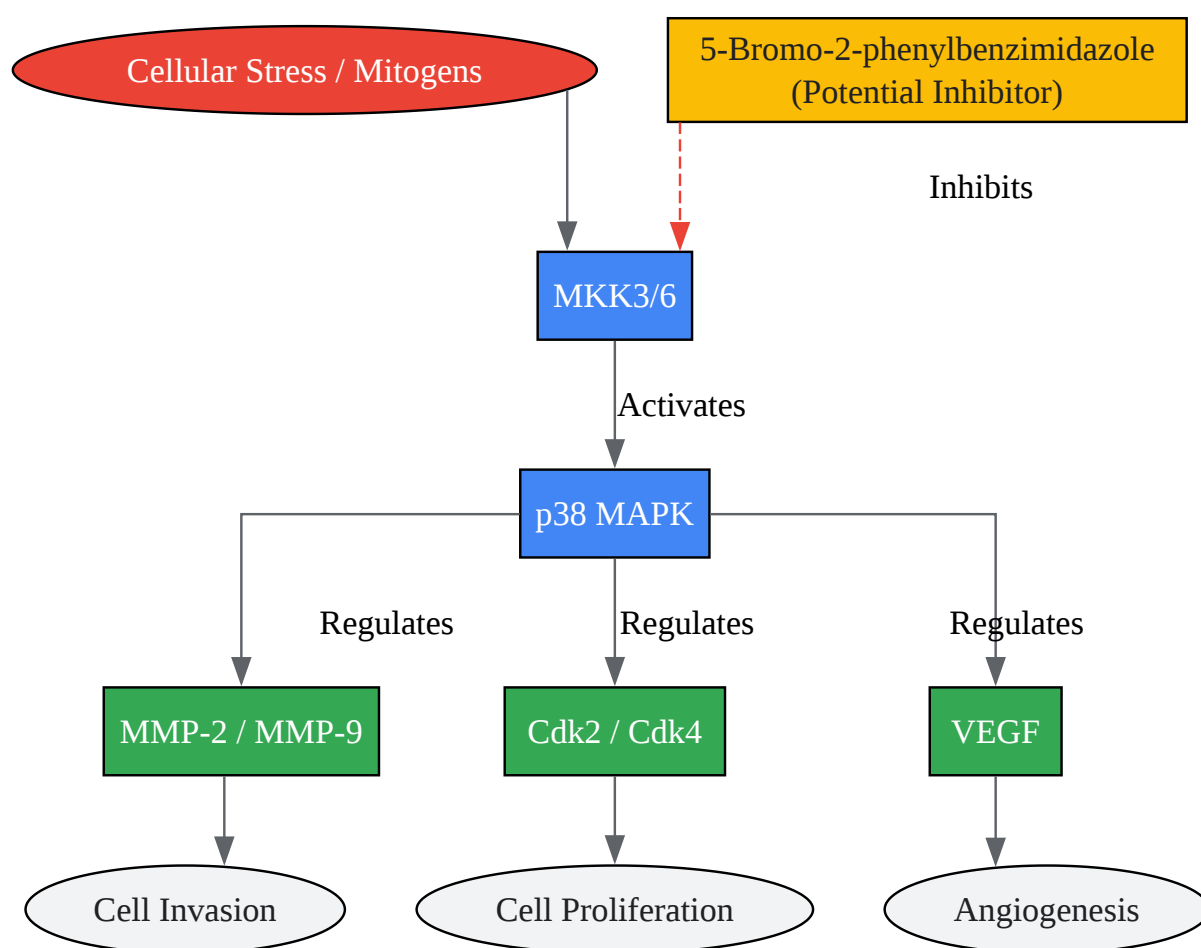 Cellular Stress / Mitogens
5-Bromo-2-phenylbenzimidazole
(Potential Inhibitor)
Inhibits
MKK3/6
Activates
p38 MAPK
Regulates
Regulates
Regulates
MMP-2 / MMP-9
Cdk2 / Cdk4
VEGF
Cell Invasion
Cell Proliferation
Angiogenesis